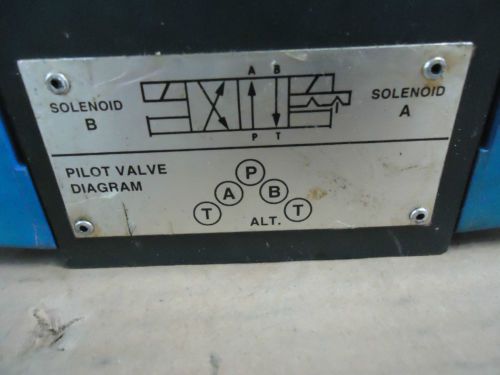 A B
SOLENOID
B
SOLENOID
A
P T
PILOT VALVE
DIAGRAM
P
A B
T T
ALT.